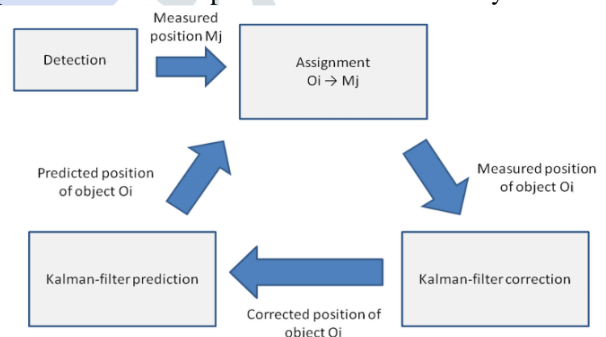 Measured
position Mj
Detection
Assignment
Oi → Mj
Predicted position
of object Oi
Measured position
of object Oi
Kalman-filter prediction
Kalman-filter correction
Corrected position of
object Oi